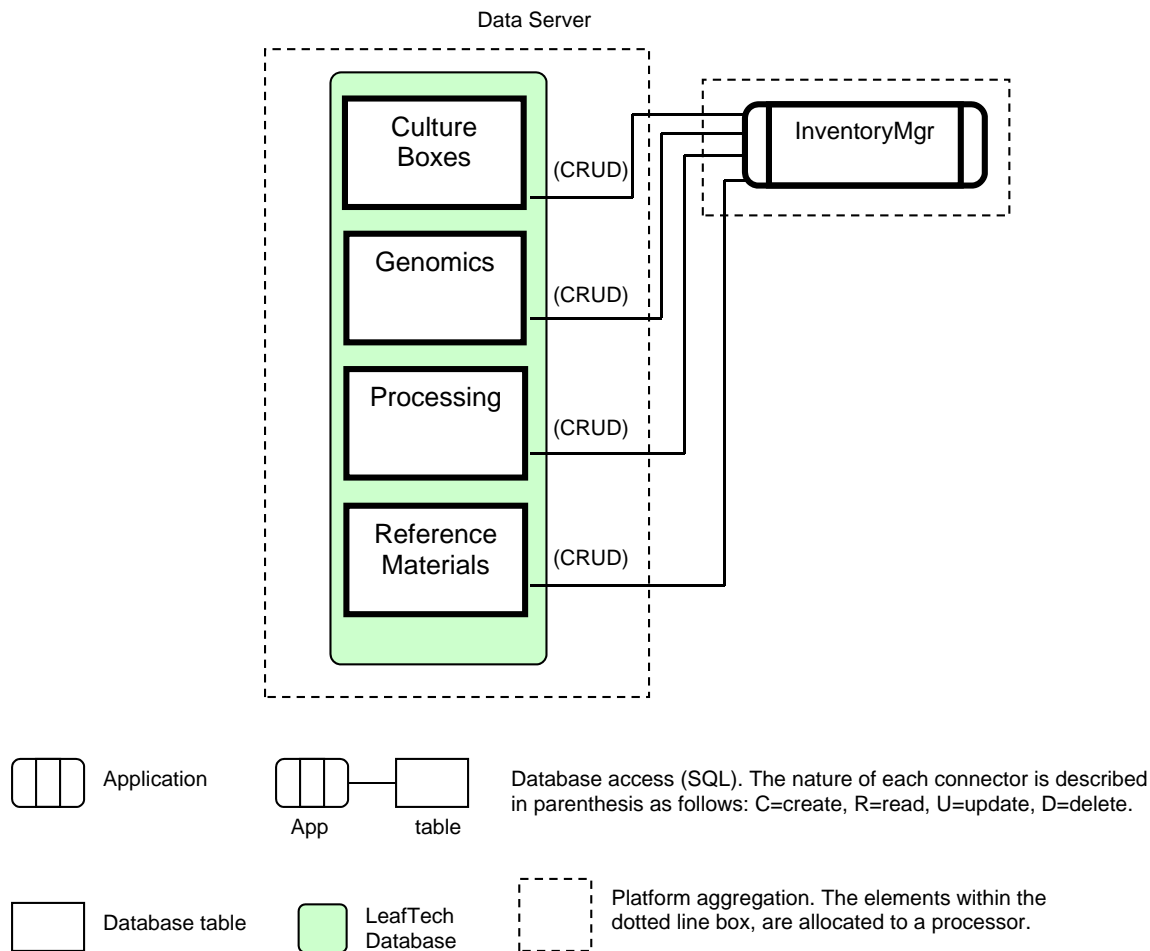 Data Server
Culture
Boxes
InventoryMgr
(CRUD)
Genomics
(CRUD)
Processing
(CRUD)
Reference
Materials
(CRUD)
Application
App
table
Database access (SQL). The nature of each connector is described
in parenthesis as follows: C=create, R=read, U=update, D=delete.
Database table
LeafTech
Database
Platform aggregation. The elements within the
dotted line box, are allocated to a processor.